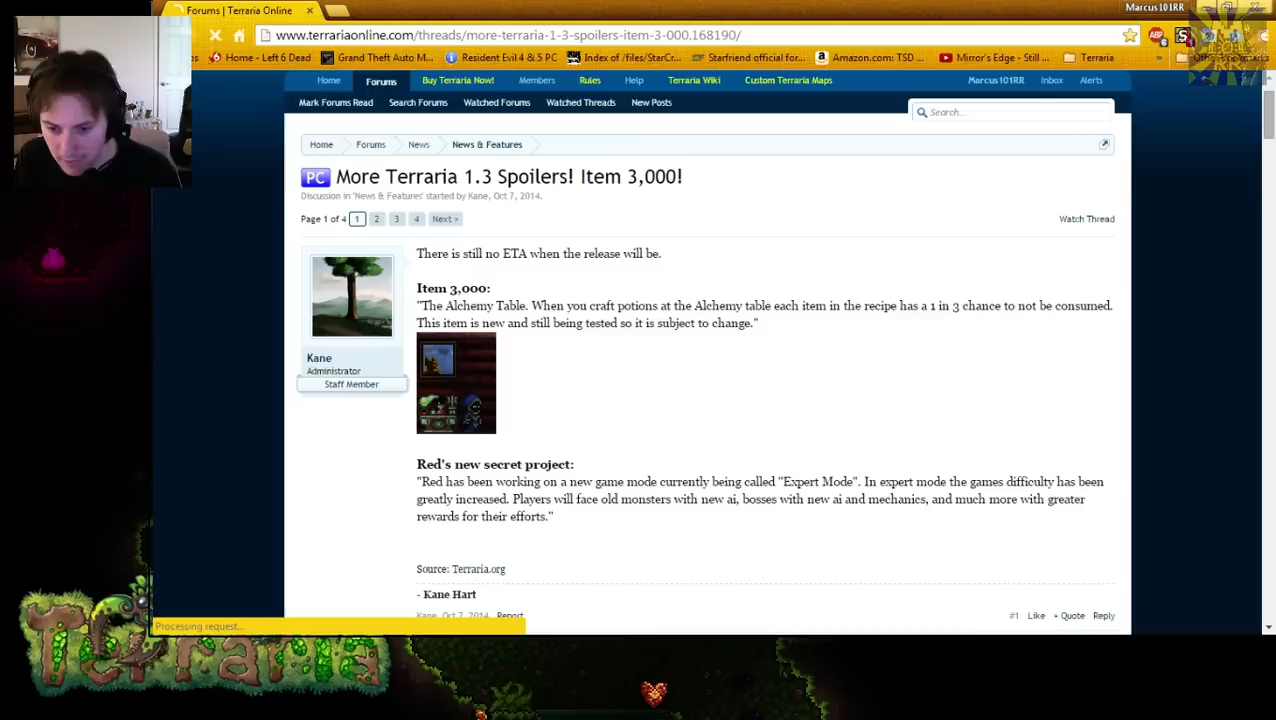 Forums | Terraria Online
Marcus101RR
www.terrariaonline.com/threads/more-terraria-1-3-spoilers-item-3-000.168190/
Home - Left 6 Dead
Grand Theft Auto M...
Resident Evil 4 & 5 PC
Index of /files/StarCr...
Starfriend official for...
Amazon.com: TSD ...
Mirror's Edge - Still ...
Terraria
»
Home
Forums
Buy Terraria Now!
Members
Rules
Help
Terraria Wiki
Custom Terraria Maps
Marcus101RR
Inbox
Alerts
Mark Forums Read
Search Forums
Watched Forums
Watched Threads
New Posts
Search...
Home
Forums
News
News & Features
PC More Terraria 1.3 Spoilers! Item 3,000!
Discussion in 'News & Features' started by Kane, Oct 7, 2014.
Page 1 of 4 1 2 3 4 Next >
Watch Thread
There is still no ETA when the release will be.
Item 3,000:
"The Alchemy Table. When you craft potions at the Alchemy table each item in the recipe has a 1 in 3 chance to not be consumed.
This item is new and still being tested so it is subject to change."
Kane
Administrator
Staff Member
Red's new secret project:
"Red has been working on a new game mode currently being called "Expert Mode". In expert mode the games difficulty has been
greatly increased. Players will face old monsters with new ai, bosses with new ai and mechanics, and much more with greater
rewards for their efforts."
Source: Terraria.org
- Kane Hart
Kane, Oct 7, 2014 Report
#1 Like + Quote Reply
Processing request...
Terraria